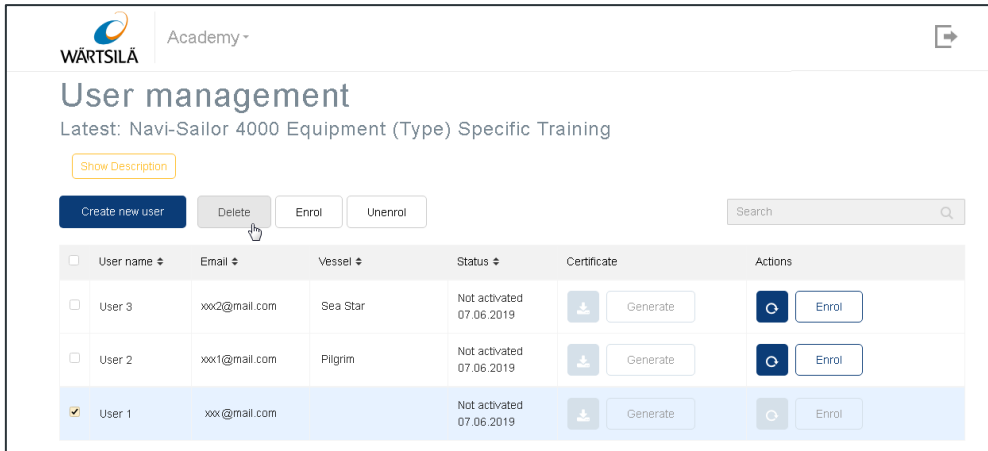 WÄRTSILÄ
Academy
User management
Latest: Navi-Sailor 4000 Equipment (Type) Specific Training
Show Description
Create new user Delete Enrol Unenrol Search
User name Email Vessel Status Certificate Actions
User 3 xxx2@mail.com Sea Star Not activated 07.06.2019 Generate Enrol
User 2 xxx1@mail.com Pilgrim Not activated 07.06.2019 Generate Enrol
User 1 xxx@mail.com Not activated 07.06.2019 Generate Enrol